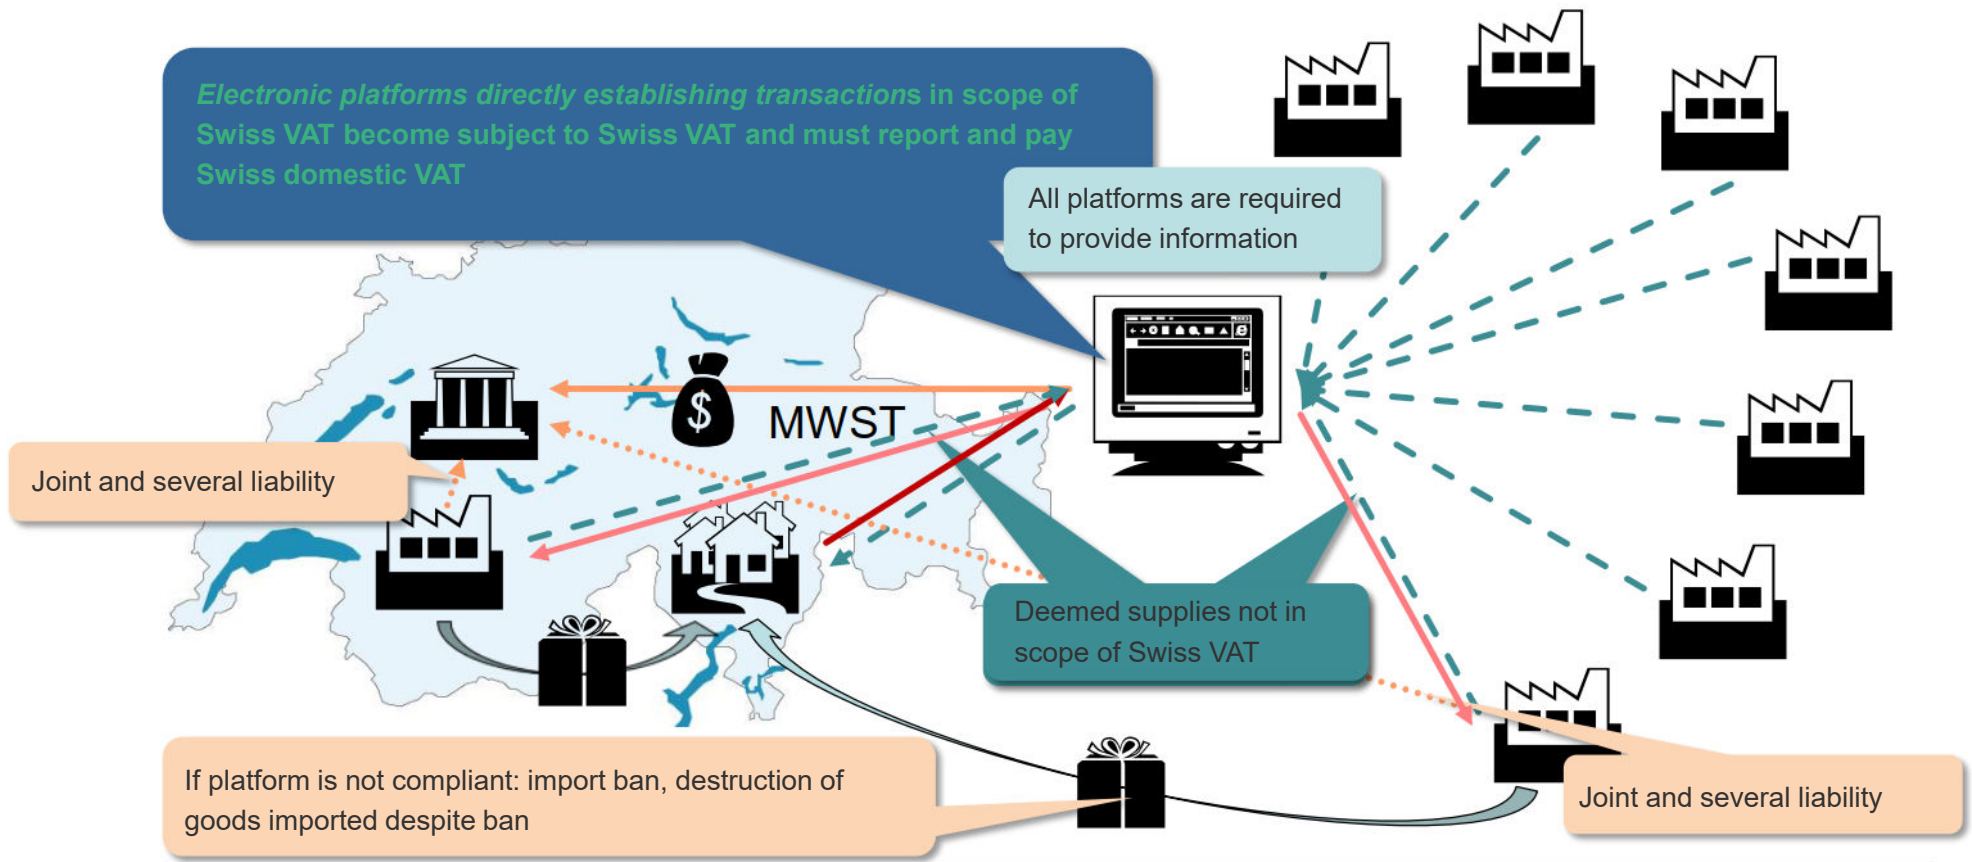 Electronic platforms directly establishing transactions in scope of
Swiss VAT become subject to Swiss VAT and must report and pay
Swiss domestic VAT
All platforms are required
to provide information
$
MWST
Joint and several liability
Deemed supplies not in
scope of Swiss VAT
If platform is not compliant: import ban, destruction of
goods imported despite ban
Joint and several liability